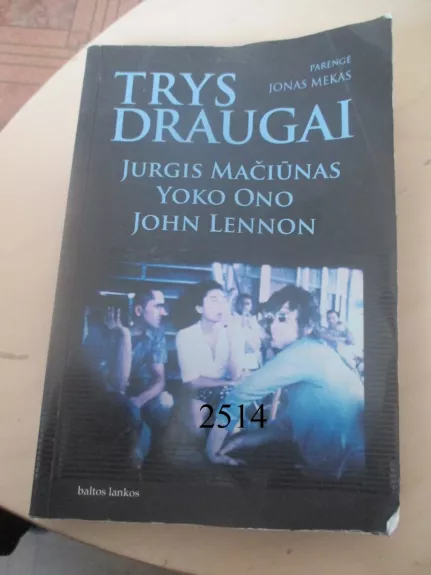 PARENGĖ
JONAS MEKAS
TRYS
DRAUGAI
JURGIS MAČIŪNAS
YOKO ONO
JOHN LENNON
2514
baltos lankos